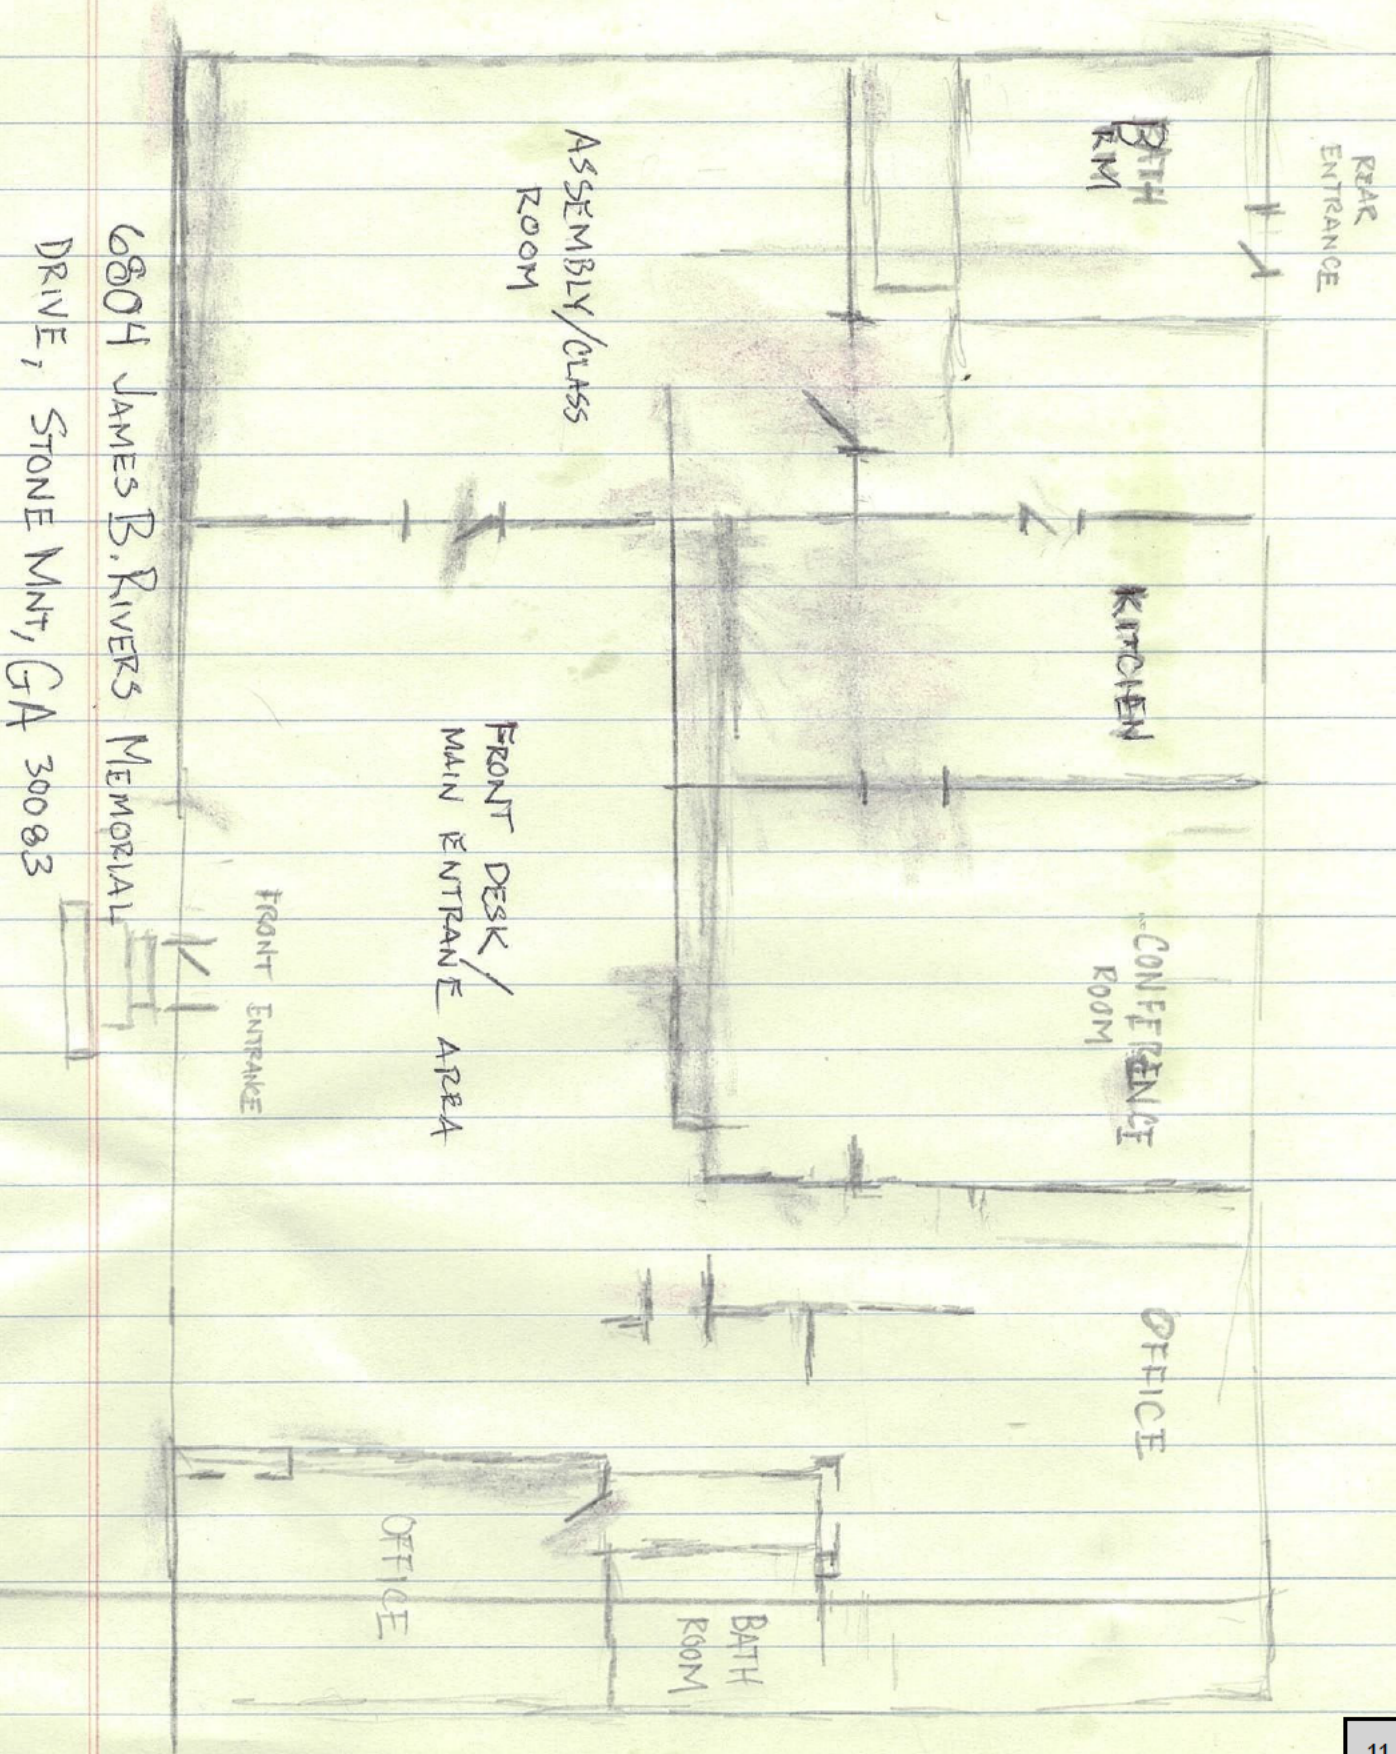 REAR
ENTRANCE
BATH
RM
KITCHEN
CONFERENCE
ROOM
OFFICE
ASSEMBLY/CLASS
ROOM
FRONT DESK/
MAIN ENTRANE AREA
BATH
ROOM
OFFICE
FRONT ENTRANCE
6804 JAMES B. RIVERS MEMORIAL
DRIVE, STONE MNT, GA 30083
11